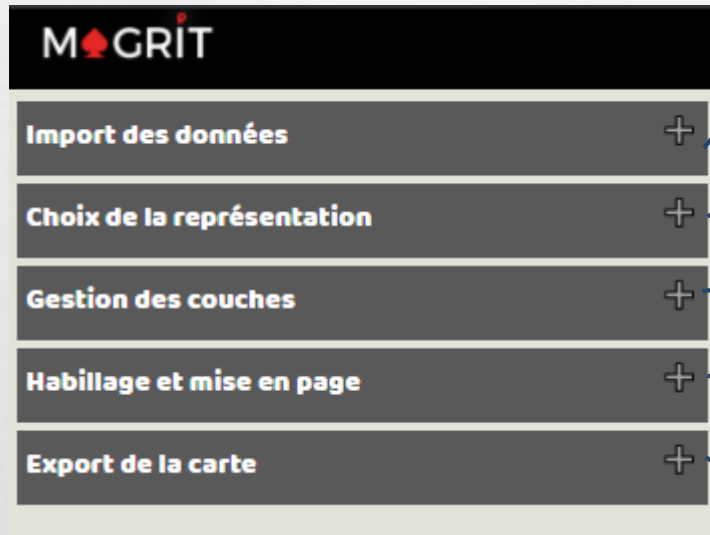 MAGRIT
Import des données
Choix de la représentation
Gestion des couches
Habillage et mise en page
Export de la carte